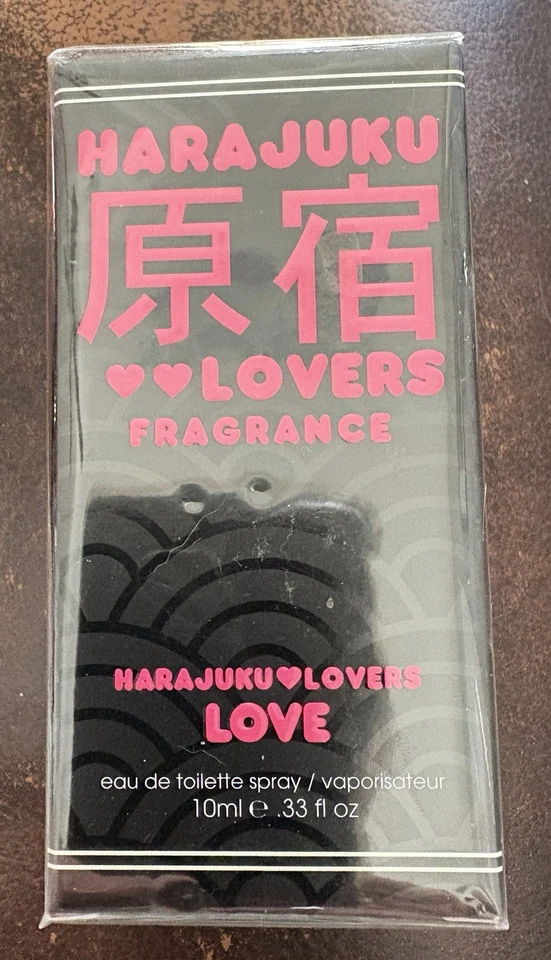 HARAJUKU
原宿
♥♥LOVERS
FRAGRANCE
HARAJUKU♥LOVERS
LOVE
eau de toilette spray / vaporisateur
10ml ℮ .33 fl oz